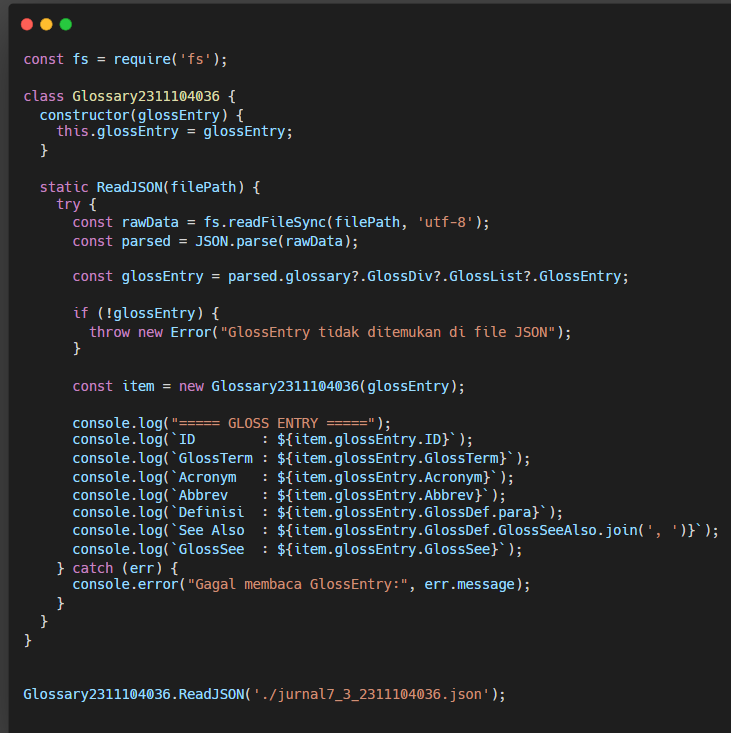 const fs = require('fs');

class Glossary2311104036 {
  constructor(glossEntry) {
    this.glossEntry = glossEntry;
  }

  static ReadJSON(filePath) {
    try {
      const rawData = fs.readFileSync(filePath, 'utf-8');
      const parsed = JSON.parse(rawData);

      const glossEntry = parsed.glossary?.GlossDiv?.GlossList?.GlossEntry;

      if (!glossEntry) {
        throw new Error("GlossEntry tidak ditemukan di file JSON");
      }

      const item = new Glossary2311104036(glossEntry);

      console.log("===== GLOSS ENTRY =====");
      console.log(`ID        : ${item.glossEntry.ID}`);
      console.log(`GlossTerm : ${item.glossEntry.GlossTerm}`);
      console.log(`Acronym   : ${item.glossEntry.Acronym}`);
      console.log(`Abbrev    : ${item.glossEntry.Abbrev}`);
      console.log(`Definisi  : ${item.glossEntry.GlossDef.para}`);
      console.log(`See Also  : ${item.glossEntry.GlossDef.GlossSeeAlso.join(', ')}`);
      console.log(`GlossSee  : ${item.glossEntry.GlossSee}`);
    } catch (err) {
      console.error("Gagal membaca GlossEntry:", err.message);
    }
  }
}


Glossary2311104036.ReadJSON('./jurnal7_3_2311104036.json');